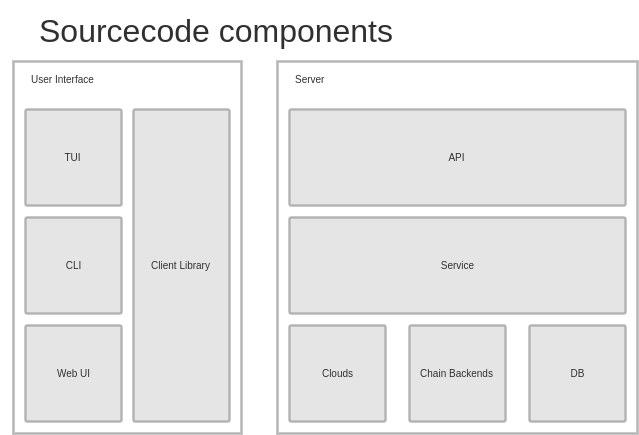 Sourcecode components
User Interface
TUI
CLI
Web UI
Client Library
Server
API
Service
Clouds
Chain Backends
DB